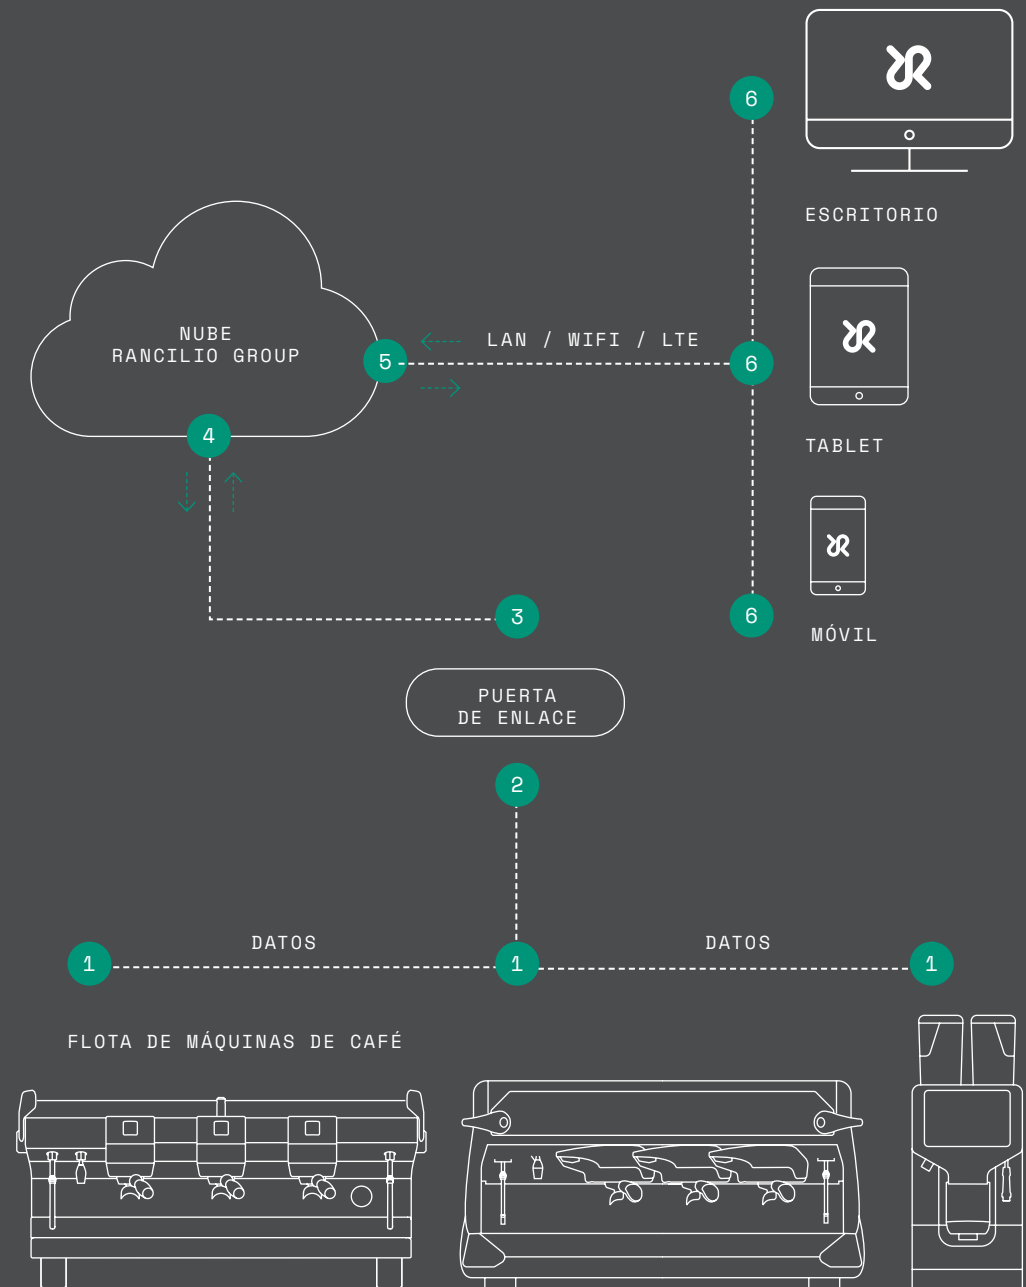 6
ESCRITORIO
NUBE
RANCILIO GROUP
5
LAN / WIFI / LTE
6
4
TABLET
3
6
MÓVIL
PUERTA
DE ENLACE
2
DATOS
DATOS
1
1
1
FLOTA DE MÁQUINAS DE CAFÉ